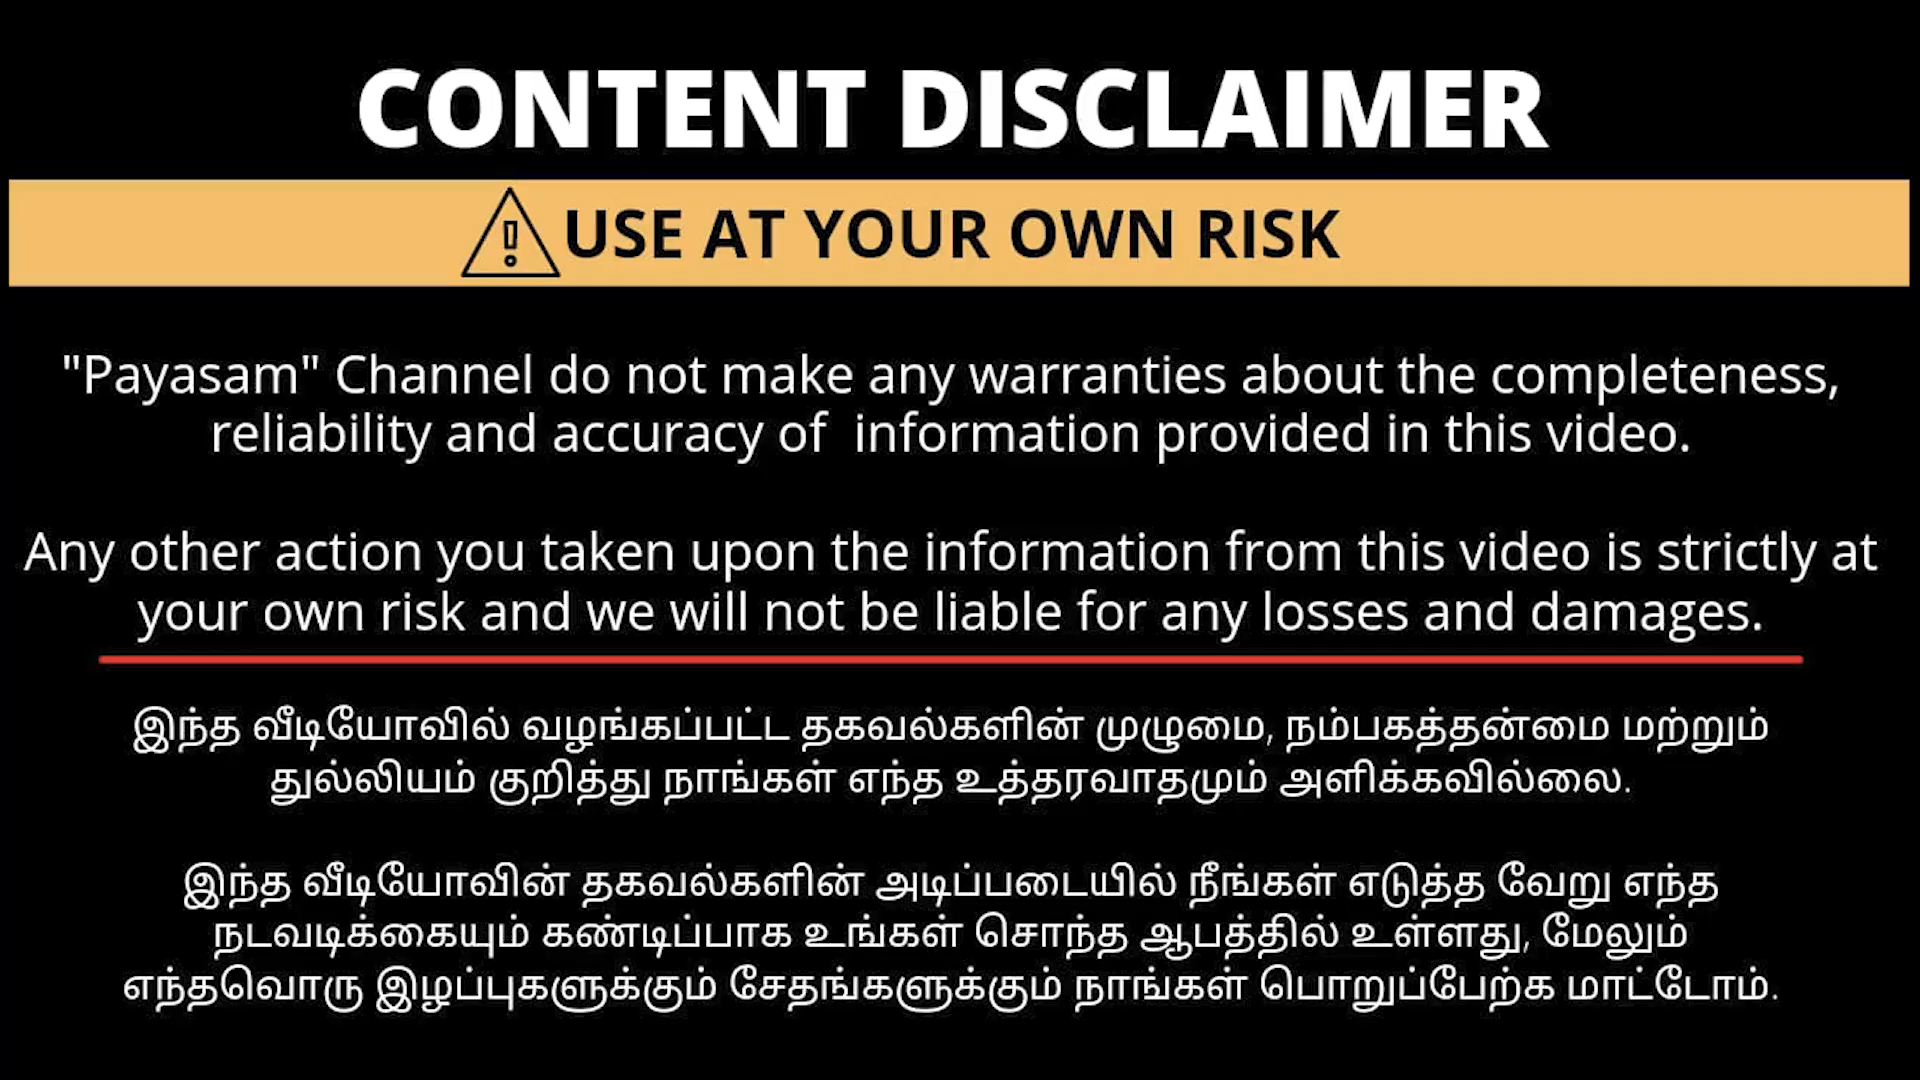 CONTENT DISCLAIMER
USE AT YOUR OWN RISK
"Payasam" Channel do not make any warranties about the completeness,
reliability and accuracy of  information provided in this video.
Any other action you taken upon the information from this video is strictly at
your own risk and we will not be liable for any losses and damages.
இந்த வீடியோவில் வழங்கப்பட்ட தகவல்களின் முழுமை, நம்பகத்தன்மை மற்றும்
துல்லியம் குறித்து நாங்கள் எந்த உத்தரவாதமும் அளிக்கவில்லை.
இந்த வீடியோவின் தகவல்களின் அடிப்படையில் நீங்கள் எடுத்த வேறு எந்த
நடவடிக்கையும் கண்டிப்பாக உங்கள் சொந்த ஆபத்தில் உள்ளது, மேலும்
எந்தவொரு இழப்புகளுக்கும் சேதங்களுக்கும் நாங்கள் பொறுப்பேற்க மாட்டோம்.